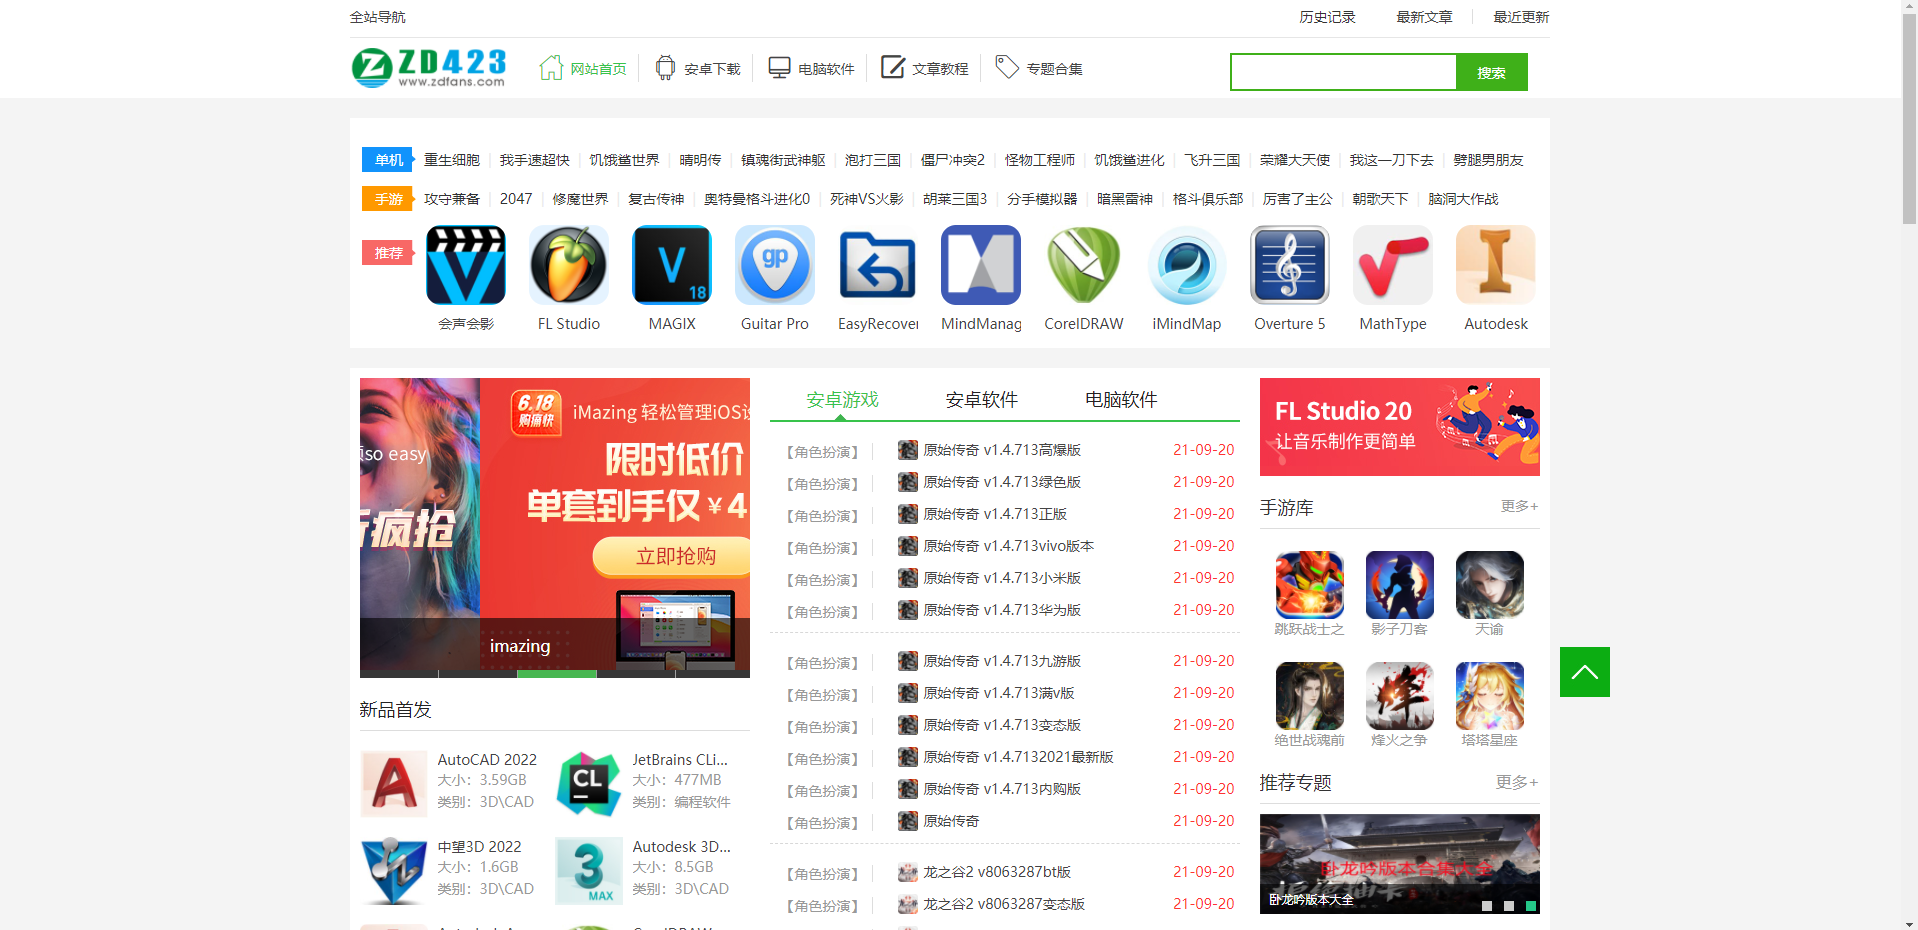 全站导航
历史记录 最新文章 最近更新
ZD423
www.zdfans.com
网站首页 安卓下载 电脑软件 文章教程 专题合集
搜索
单机 重生细胞 我手速超快 饥饿鲨世界 晴明传 镇魂街武神躯 泡打三国 僵尸冲突2 怪物工程师 饥饿鲨进化 飞升三国 荣耀大天使 我这一刀下去 劈腿男朋友
手游 攻守兼备 2047 修魔世界 复古传神 奥特曼格斗进化0 死神VS火影 胡莱三国3 分手模拟器 暗黑雷神 格斗俱乐部 厉害了主公 朝歌天下 脑洞大作战
推荐
18
gp
会声会影 FL Studio MAGIX Guitar Pro EasyRecover MindManag CorelDRAW iMindMap Overture 5 MathType Autodesk
so easy
疯抢
6.18
购痛快
iMazing 轻松管理iOS设
限时低价
单套到手仅¥4
立即抢购
imazing
新品首发
AutoCAD 2022
大小：3.59GB
类别：3D\CAD
CL
JetBrains CLi...
大小：477MB
类别：编程软件
中望3D 2022
大小：1.6GB
类别：3D\CAD
3
MAX
Autodesk 3D...
大小：8.5GB
类别：3D\CAD
安卓游戏 安卓软件 电脑软件
【角色扮演】 原始传奇 v1.4.713高爆版 21-09-20
【角色扮演】 原始传奇 v1.4.713绿色版 21-09-20
【角色扮演】 原始传奇 v1.4.713正版 21-09-20
【角色扮演】 原始传奇 v1.4.713vivo版本 21-09-20
【角色扮演】 原始传奇 v1.4.713小米版 21-09-20
【角色扮演】 原始传奇 v1.4.713华为版 21-09-20
【角色扮演】 原始传奇 v1.4.713九游版 21-09-20
【角色扮演】 原始传奇 v1.4.713满v版 21-09-20
【角色扮演】 原始传奇 v1.4.713变态版 21-09-20
【角色扮演】 原始传奇 v1.4.7132021最新版 21-09-20
【角色扮演】 原始传奇 v1.4.713内购版 21-09-20
【角色扮演】 原始传奇 21-09-20
【角色扮演】 龙之谷2 v8063287bt版 21-09-20
【角色扮演】 龙之谷2 v8063287变态版 21-09-20
FL Studio 20
让音乐制作更简单
手游库 更多+
跳跃战士之 影子刀客 天谕
绝世战魂前 烽火之争 塔塔星座
推荐专题 更多+
卧龙吟版本合集大全
卧龙吟版本大全